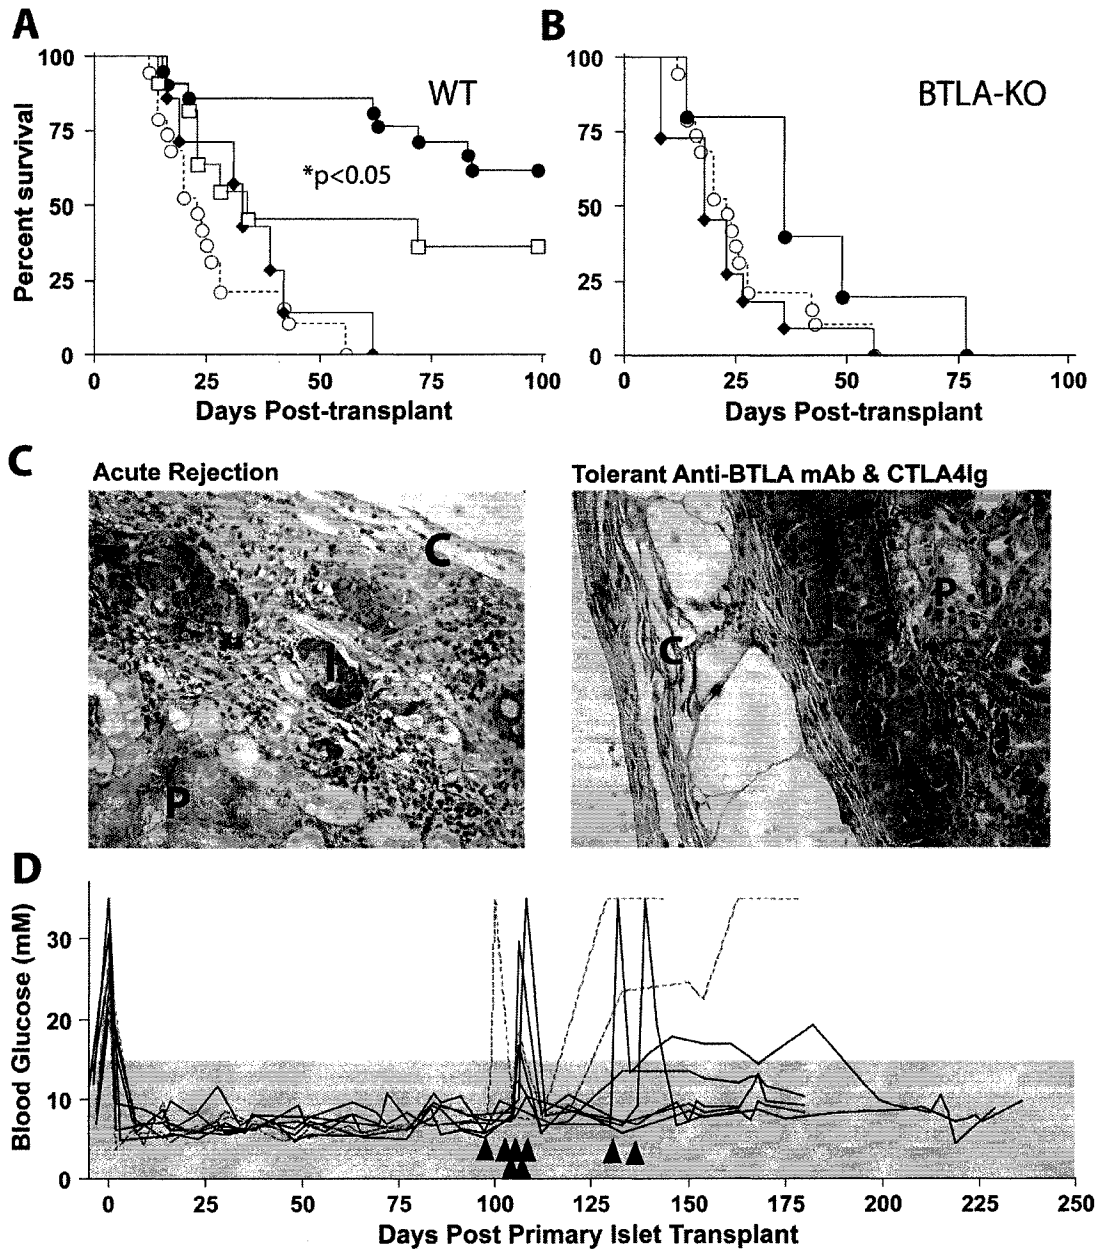 A
B
100
75
50
25
0
Percent survival
WT
*p<0.05
0 25 50 75 100
Days Post-transplant
100
75
50
25
0
BTLA-KO
0 25 50 75 100
Days Post-transplant
C
Acute Rejection
Tolerant Anti-BTLA mAb & CTLA4Ig
C
I
P
C
P
D
Blood Glucose (mM)
30
20
10
0
0 25 50 75 100 125 150 175 200 225 250
Days Post Primary Islet Transplant